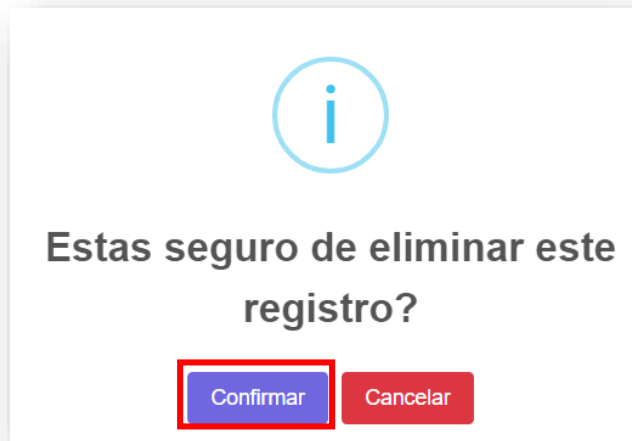 i
Estas seguro de eliminar este
registro?
Confirmar Cancelar